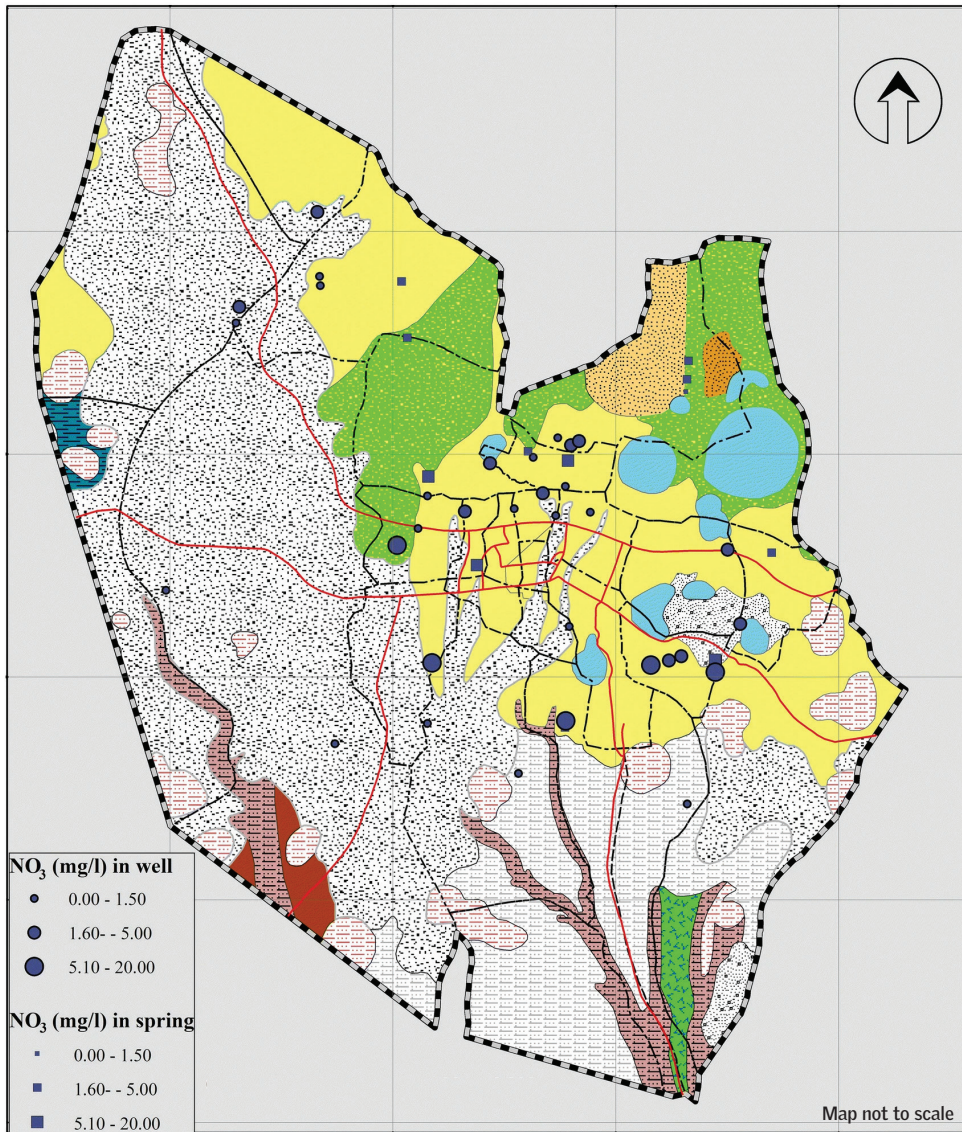 NO₃ (mg/l) in well
0.00 - 1.50
1.60- - 5.00
5.10 - 20.00
NO₃ (mg/l) in spring
0.00 - 1.50
1.60- - 5.00
5.10 - 20.00
Map not to scale